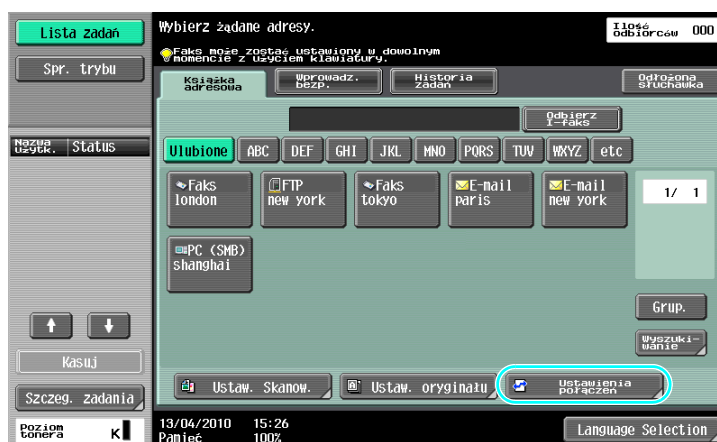 Lista zadań
Spr. trybu
Nazwa użytk.
Status
Kasuj
Szczeg. zadania
Poziom tonera
K
Wybierz żądane adresy.
Faks może zostać ustawiony w dowolnym
momencie z użyciem klawiatury.
Ilość odbiorców
000
Książka adresowa
Wprowadz. bezp.
Historia zadań
Odłożona słuchawka
Odbierz I-faks
Ulubione ABC DEF GHI JKL MNO PQRS TUV WXYZ etc
Faks
london
FTP
new york
Faks
tokyo
E-mail
paris
E-mail
new york
1/ 1
PC (SMB)
shanghai
Grup.
Wyszuki-
wanie
Ustaw. Skanow.
Ustaw. oryginału
Ustawienia połączeń
13/04/2010 15:26
Pamięć 100%
Language Selection